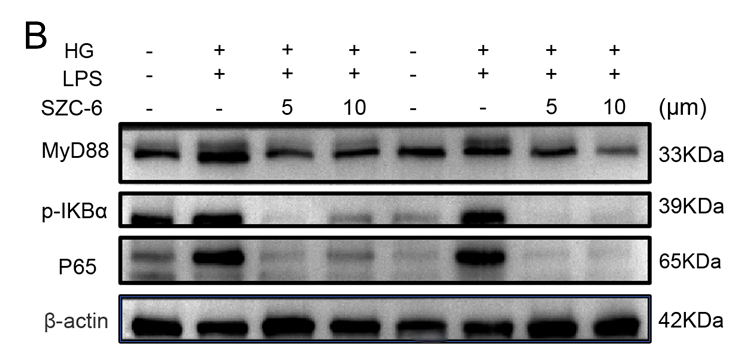 B
HG - + + + - + + +
LPS - + + + - + + +
SZC-6 - - 5 10 - - 5 10 (μm)
MyD88 33KDa
p-IKBα 39KDa
P65 65KDa
β-actin 42KDa